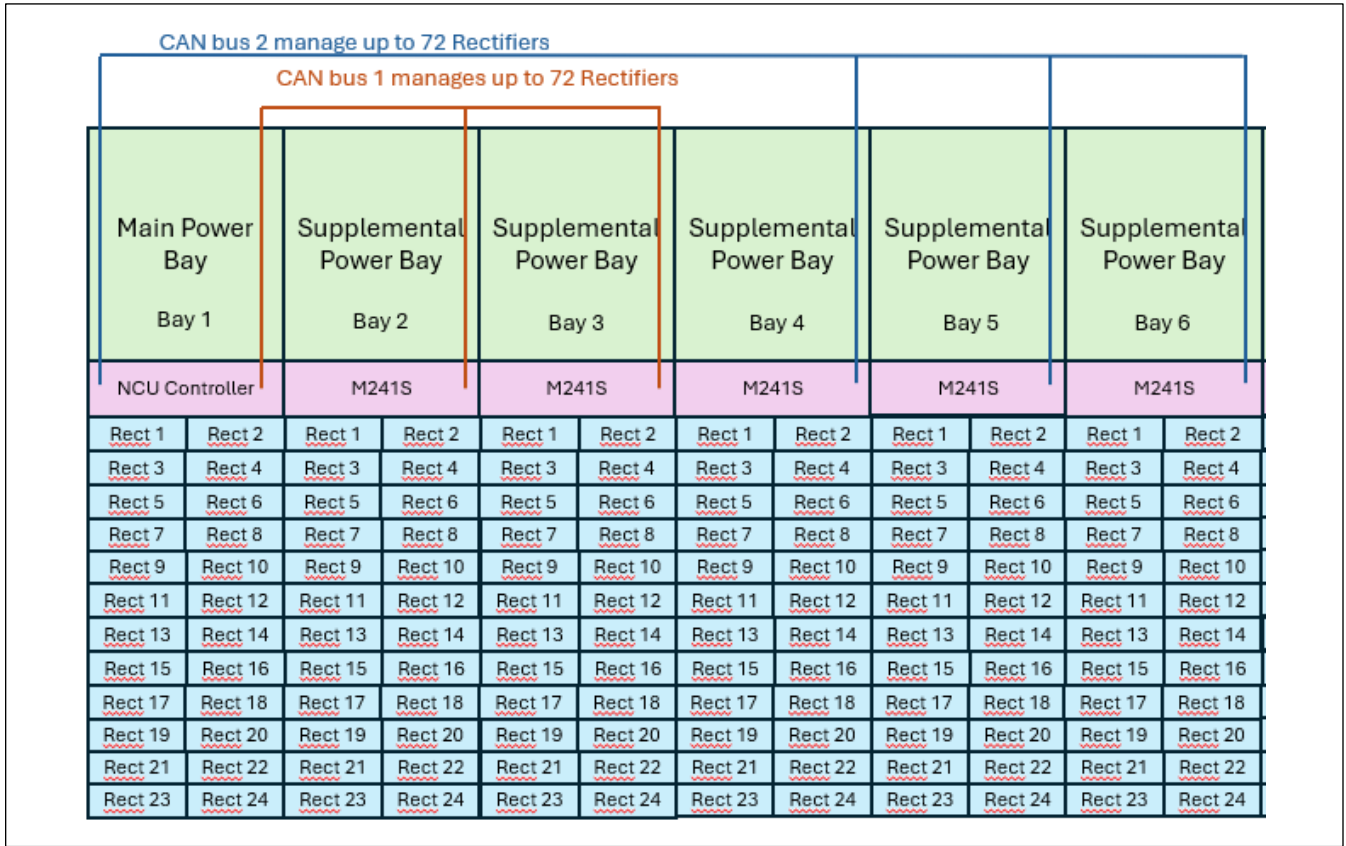 CAN bus 2 manage up to 72 Rectifiers
CAN bus 1 manages up to 72 Rectifiers
Main Power Bay
Bay 1
Supplemental Power Bay
Bay 2
Supplemental Power Bay
Bay 3
Supplemental Power Bay
Bay 4
Supplemental Power Bay
Bay 5
Supplemental Power Bay
Bay 6
NCU Controller M241S M241S M241S M241S M241S
Rect 1 Rect 2 Rect 1 Rect 2 Rect 1 Rect 2 Rect 1 Rect 2 Rect 1 Rect 2 Rect 1 Rect 2
Rect 3 Rect 4 Rect 3 Rect 4 Rect 3 Rect 4 Rect 3 Rect 4 Rect 3 Rect 4 Rect 3 Rect 4
Rect 5 Rect 6 Rect 5 Rect 6 Rect 5 Rect 6 Rect 5 Rect 6 Rect 5 Rect 6 Rect 5 Rect 6
Rect 7 Rect 8 Rect 7 Rect 8 Rect 7 Rect 8 Rect 7 Rect 8 Rect 7 Rect 8 Rect 7 Rect 8
Rect 9 Rect 10 Rect 9 Rect 10 Rect 9 Rect 10 Rect 9 Rect 10 Rect 9 Rect 10 Rect 9 Rect 10
Rect 11 Rect 12 Rect 11 Rect 12 Rect 11 Rect 12 Rect 11 Rect 12 Rect 11 Rect 12 Rect 11 Rect 12
Rect 13 Rect 14 Rect 13 Rect 14 Rect 13 Rect 14 Rect 13 Rect 14 Rect 13 Rect 14 Rect 13 Rect 14
Rect 15 Rect 16 Rect 15 Rect 16 Rect 15 Rect 16 Rect 15 Rect 16 Rect 15 Rect 16 Rect 15 Rect 16
Rect 17 Rect 18 Rect 17 Rect 18 Rect 17 Rect 18 Rect 17 Rect 18 Rect 17 Rect 18 Rect 17 Rect 18
Rect 19 Rect 20 Rect 19 Rect 20 Rect 19 Rect 20 Rect 19 Rect 20 Rect 19 Rect 20 Rect 19 Rect 20
Rect 21 Rect 22 Rect 21 Rect 22 Rect 21 Rect 22 Rect 21 Rect 22 Rect 21 Rect 22 Rect 21 Rect 22
Rect 23 Rect 24 Rect 23 Rect 24 Rect 23 Rect 24 Rect 23 Rect 24 Rect 23 Rect 24 Rect 23 Rect 24